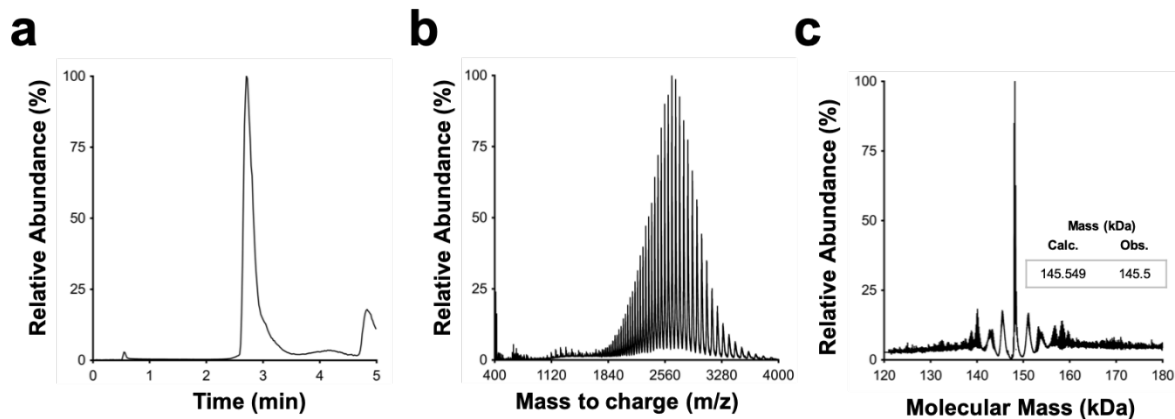 a
b
c
Relative Abundance (%)
100
75
50
25
0
0 1 2 3 4 5
Time (min)
Relative Abundance (%)
100
75
50
25
0
400 1120 1840 2560 3280 4000
Mass to charge (m/z)
Relative Abundance (%)
100
75
50
25
0
120 130 140 150 160 170 180
Molecular Mass (kDa)
Mass (kDa)
Calc. Obs.
145.549 145.5